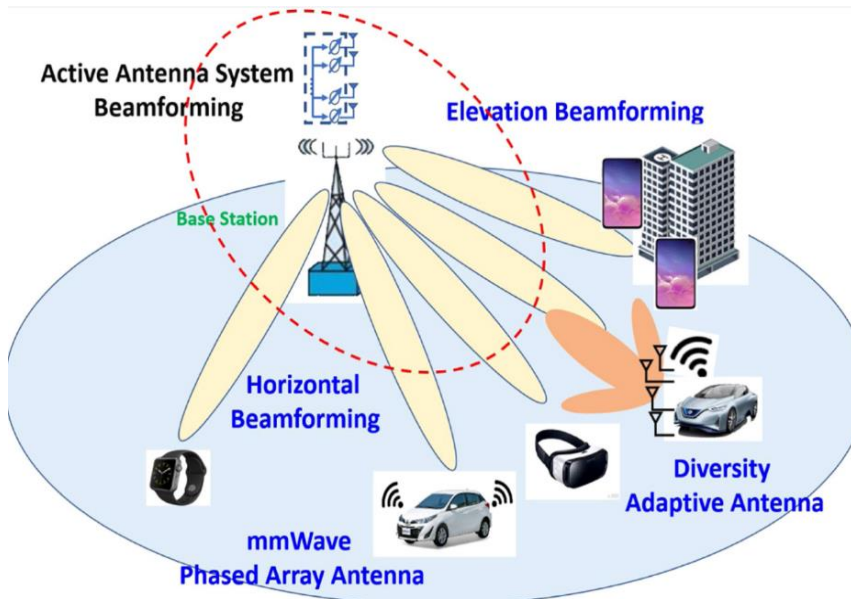 Active Antenna System
Beamforming
Elevation Beamforming
Base Station
Horizontal
Beamforming
Diversity
Adaptive Antenna
mmWave
Phased Array Antenna